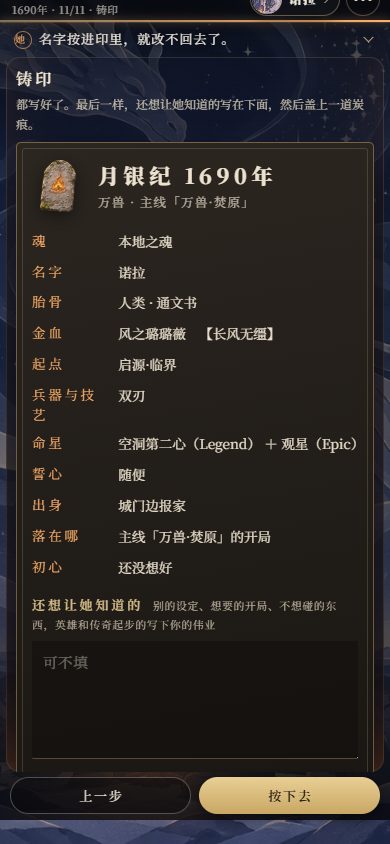 1690年 · 11/11 · 铸印
诺拉
她 名字按进印里，就改不回去了。
铸印
都写好了。最后一样，还想让她知道的写在下面，然后盖上一道炭
痕。
月银纪 1690年
万兽 · 主线「万兽·焚原」
魂 本地之魂
名字 诺拉
胎骨 人类 · 通文书
金血 风之璐璐薇 【长风无缰】
起点 启源·临界
兵器与技
艺 双刃
命星 空洞第二心（Legend）＋ 观星（Epic）
誓心 随便
出身 城门边报家
落在哪 主线「万兽·焚原」的开局
初心 还没想好
还想让她知道的 别的设定、想要的开局、不想碰的东
西，英雄和传奇起步的写下你的伟业
可不填
上一步
按下去